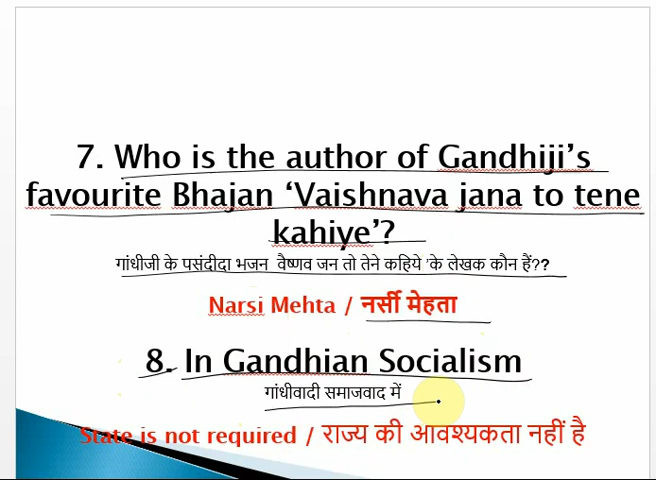 7. Who is the author of Gandhiji's
favourite Bhajan 'Vaishnava jana to tene
kahiye'?
गांधीजी के पसंदीदा भजन वैष्णव जन तो तेने कहिये 'के लेखक कौन हैं??
Narsi Mehta / नर्सी मेहता
8. In Gandhian Socialism
गांधीवादी समाजवाद में
State is not required / राज्य की आवश्यकता नहीं है